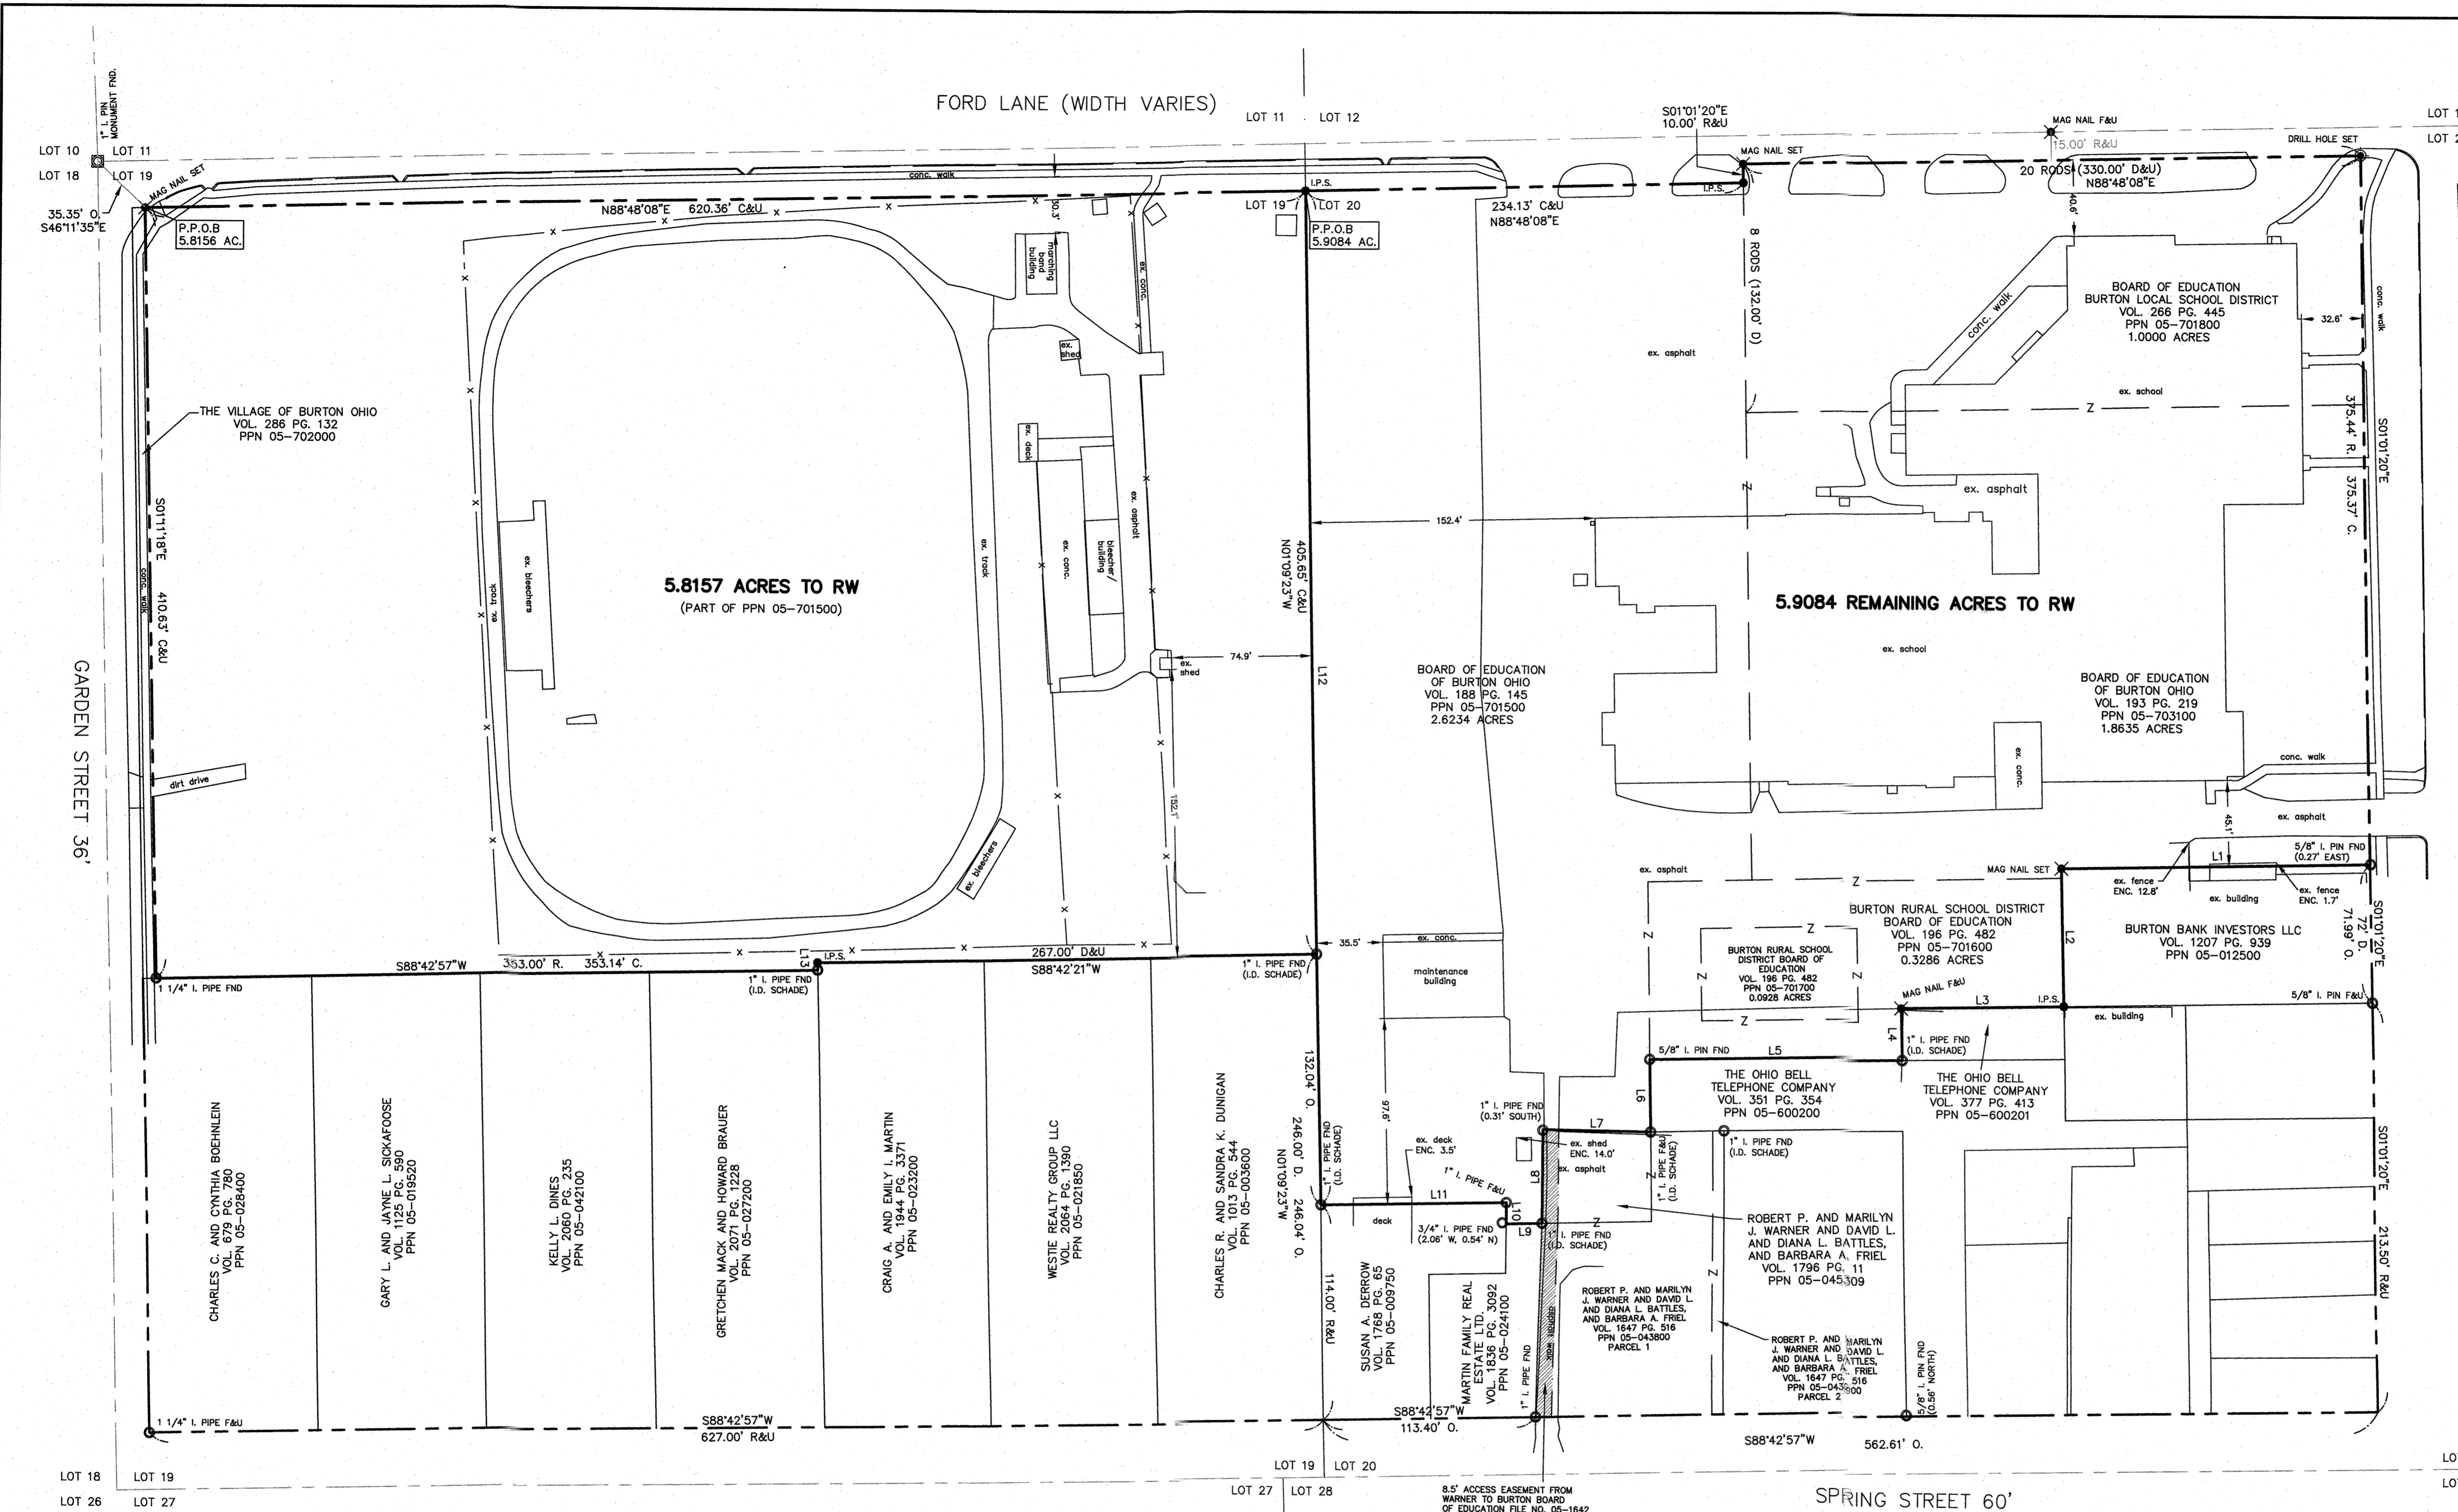 FORD LANE (WIDTH VARIES)
1" I. PIN
MONUMENT FND.
LOT 10
LOT 11
LOT 18
LOT 19
LOT 11
LOT 12
LOT 19
LOT 20
35.35' O.
S46°11'35"E
MAG NAIL SET
P.P.O.B
5.8156 AC.
conc. walk
N88°48'08"E 620.36' C&U
30.3'
I.P.S.
P.P.O.B
5.9084 AC.
234.13' C&U
N88°48'08"E
S01°01'20"E
10.00' R&U
MAG NAIL SET
I.P.S.
MAG NAIL F&U
15.00' R&U
20 RODS (330.00' D&U)
N88°48'08"E
DRILL HOLE SET
40.6'
8 RODS (132.00' D)
marching
band
building
ex. conc.
ex.
shed
ex. deck
THE VILLAGE OF BURTON OHIO
VOL. 286 PG. 132
PPN 05-702000
S01°11'18"E 410.63' C&U
conc. walk
GARDEN STREET 36'
dirt drive
ex. bleechers
ex. track
ex. track
5.8157 ACRES TO RW
(PART OF PPN 05-701500)
ex. conc.
bleecher/
building
ex. asphalt
ex.
shed
74.9'
152.1'
ex. bleechers
405.65' C&U
N01°09'23"W
L12
152.4'
BOARD OF EDUCATION
OF BURTON OHIO
VOL. 188 PG. 145
PPN 05-701500
2.6234 ACRES
ex. asphalt
conc. walk
BOARD OF EDUCATION
BURTON LOCAL SCHOOL DISTRICT
VOL. 266 PG. 445
PPN 05-701800
1.0000 ACRES
32.6'
conc. walk
ex. school
Z
Z
375.44' R. 375.37' C.
S01°01'20"E
ex. asphalt
5.9084 REMAINING ACRES TO RW
ex. school
BOARD OF EDUCATION
OF BURTON OHIO
VOL. 193 PG. 219
PPN 05-703100
1.8635 ACRES
ex. conc.
conc. walk
ex. asphalt
45.1'
5/8" I. PIN FND
(0.27' EAST)
L1
MAG NAIL SET
ex. fence
ENC. 12.8'
ex. building
ex. fence
ENC. 1.7'
ex. asphalt
Z
BURTON RURAL SCHOOL DISTRICT
BOARD OF EDUCATION
VOL. 196 PG. 482
PPN 05-701600
0.3286 ACRES
L2
BURTON BANK INVESTORS LLC
VOL. 1207 PG. 939
PPN 05-012500
S01°01'20"E
72' D.
71.99' O.
Z
Z
BURTON RURAL SCHOOL
DISTRICT BOARD OF
EDUCATION
VOL. 196 PG. 482
PPN 05-701700
0.0928 ACRES
Z
Z
Z
MAG NAIL F&U
L3
I.P.S.
ex. building
5/8" I. PIN F&U
L4
1" I. PIPE FND
(I.D. SCHADE)
5/8" I. PIN FND
L5
THE OHIO BELL
TELEPHONE COMPANY
VOL. 351 PG. 354
PPN 05-600200
THE OHIO BELL
TELEPHONE COMPANY
VOL. 377 PG. 413
PPN 05-600201
S88°42'57"W 353.00' R. 353.14' C.
L13
I.P.S.
1 1/4" I. PIPE FND
1" I. PIPE FND
(I.D. SCHADE)
267.00' D&U
S88°42'21"W
1" I. PIPE FND
(I.D. SCHADE)
35.5'
ex. conc.
maintenance
building
97.6'
132.04' O.
246.00' D. 246.04' O.
N01°09'23"W
1" I. PIPE FND
(I.D. SCHADE)
114.00' R&U
1" I. PIPE FND
(0.31' SOUTH)
L6
L7
ex. deck
ENC. 3.5'
ex. shed
ENC. 14.0'
ex. asphalt
1" I. PIPE F&U
(I.D. SCHADE)
Z
1" I. PIPE FND
(I.D. SCHADE)
1" I. PIPE F&U
L8
L11
L10
deck
3/4" I. PIPE FND
(2.06' W, 0.54' N)
L9
Z
1" I. PIPE FND
(I.D. SCHADE)
CHARLES C. AND CYNTHIA BOEHNLEIN
VOL. 679 PG. 780
PPN 05-028400
GARY L. AND JAYNE L. SICKAFOOSE
VOL. 1125 PG. 590
PPN 05-019520
KELLY L. DINES
VOL. 2060 PG. 235
PPN 05-042100
GRETCHEN MACK AND HOWARD BRAUER
VOL. 2071 PG. 1228
PPN 05-027200
CRAIG A. AND EMILY I. MARTIN
VOL. 1944 PG. 3371
PPN 05-023200
WESTIE REALTY GROUP LLC
VOL. 2064 PG. 1390
PPN 05-021850
CHARLES R. AND SANDRA K. DUNIGAN
VOL. 1013 PG. 544
PPN 05-003600
SUSAN A. DERROW
VOL. 1768 PG. 65
PPN 05-009750
MARTIN FAMILY REAL
ESTATE LTD.
VOL. 1836 PG. 3092
PPN 05-024100
1" I. PIPE FND
asphalt walk
ROBERT P. AND MARILYN
J. WARNER AND DAVID L.
AND DIANA L. BATTLES,
AND BARBARA A. FRIEL
VOL. 1796 PG. 11
PPN 05-045309
ROBERT P. AND MARILYN
J. WARNER AND DAVID L.
AND DIANA L. BATTLES,
AND BARBARA A. FRIEL
VOL. 1647 PG. 516
PPN 05-043800
PARCEL 1
Z
ROBERT P. AND MARILYN
J. WARNER AND DAVID L.
AND DIANA L. BATTLES,
AND BARBARA A. FRIEL
VOL. 1647 PG. 516
PARCEL 2
5/8" I. PIN FND
(0.56' NORTH)
S01°01'20"E 213.50' R&U
1 1/4" I. PIPE F&U
S88°42'57"W
627.00' R&U
S88°42'57"W
113.40' O.
S88°42'57"W 562.61' O.
LOT 18
LOT 19
LOT 26
LOT 27
LOT 19
LOT 20
LOT 27
LOT 28
8.5' ACCESS EASEMENT FROM
WARNER TO BURTON BOARD
OF EDUCATION FILE NO. 05-1642
SPRING STREET 60'